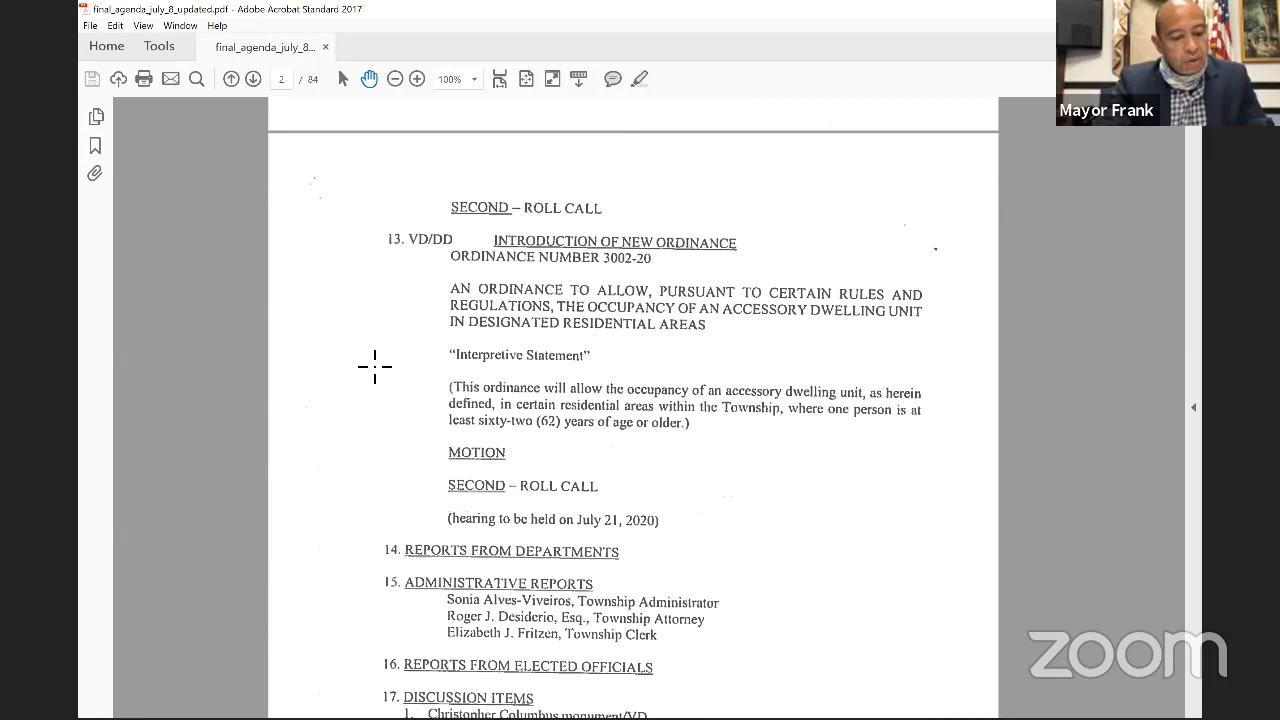 final_agenda_july_8_updated.pdf - Adobe Acrobat Standard 2017
File Edit View Window Help
Home Tools final_agenda_july_8... ×
2 / 84 100%
Mayor Frank
SECOND – ROLL CALL
13. VD/DD INTRODUCTION OF NEW ORDINANCE
ORDINANCE NUMBER 3002-20
AN ORDINANCE TO ALLOW, PURSUANT TO CERTAIN RULES AND
REGULATIONS, THE OCCUPANCY OF AN ACCESSORY DWELLING UNIT
IN DESIGNATED RESIDENTIAL AREAS
“Interpretive Statement”
(This ordinance will allow the occupancy of an accessory dwelling unit, as herein
defined, in certain residential areas within the Township, where one person is at
least sixty-two (62) years of age or older.)
MOTION
SECOND – ROLL CALL
(hearing to be held on July 21, 2020)
14. REPORTS FROM DEPARTMENTS
15. ADMINISTRATIVE REPORTS
Sonia Alves-Viveiros, Township Administrator
Roger J. Desiderio, Esq., Township Attorney
Elizabeth J. Fritzen, Township Clerk
16. REPORTS FROM ELECTED OFFICIALS
17. DISCUSSION ITEMS
1. Christopher Columbus monument/VD
zoom